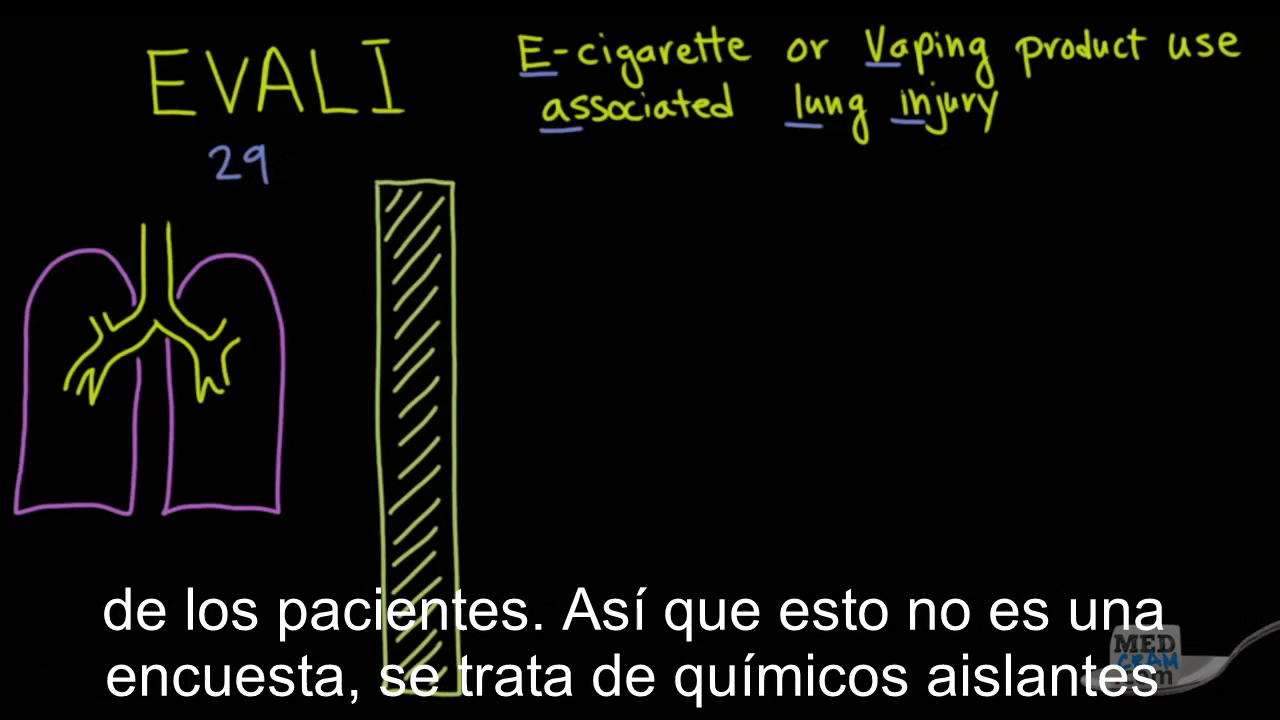 EVALI
E-cigarette or Vaping product use
associated lung injury
29
de los pacientes. Así que esto no es una
encuesta, se trata de químicos aislantes
MED
CRAM
.com